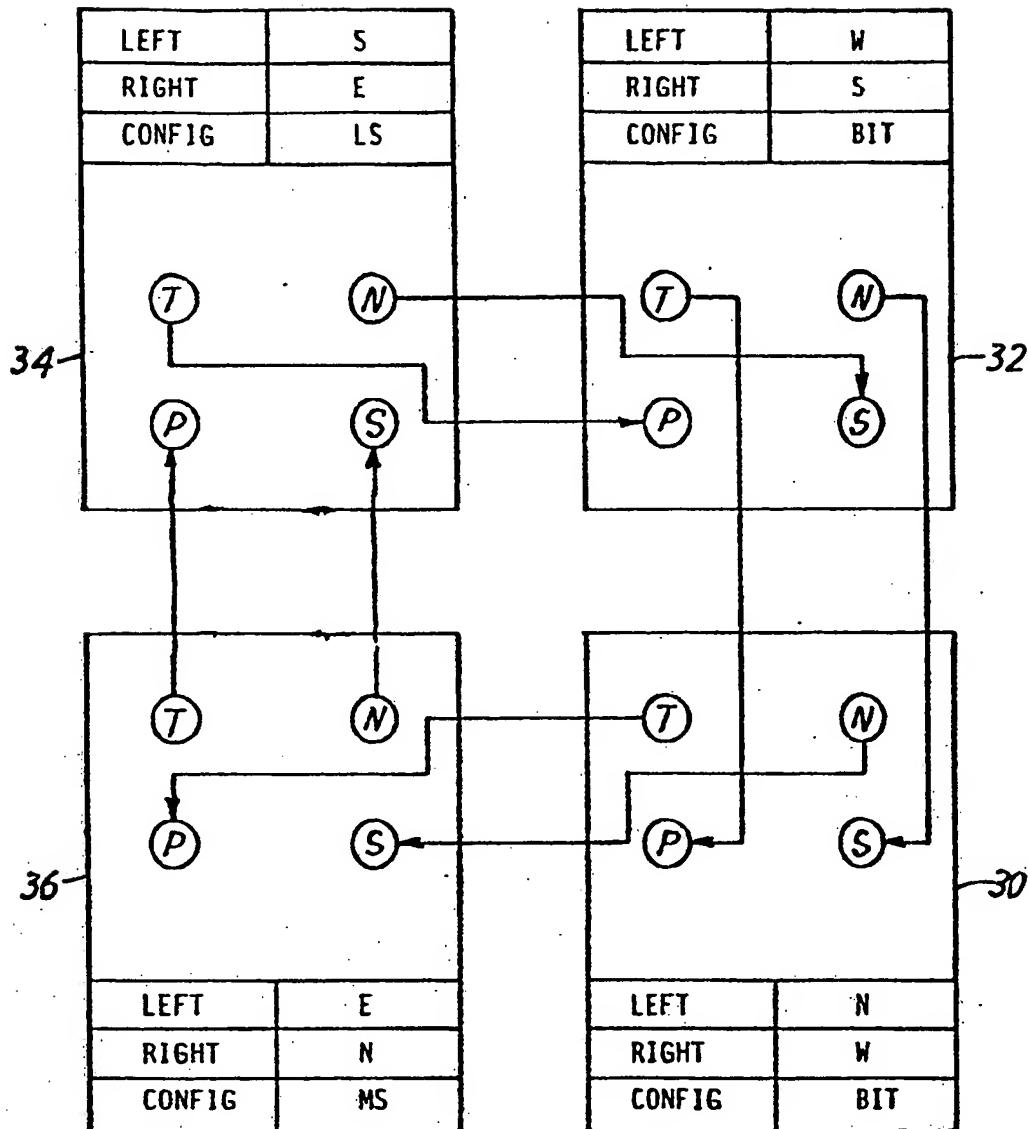 LEFT S
RIGHT E
CONFIG LS
LEFT W
RIGHT S
CONFIG BIT
T N T N
34 32
P S P S
T N T N
P S P S
36 30
LEFT E
RIGHT N
CONFIG MS
LEFT N
RIGHT W
CONFIG BIT